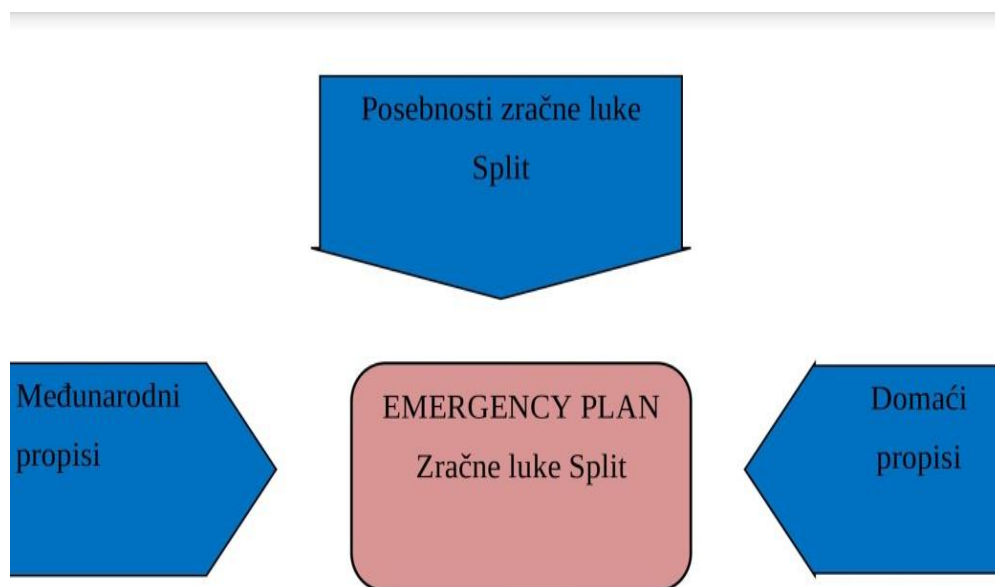 Posebnosti zračne luke
Split
Međunarodni
propisi
EMERGENCY PLAN
Zračne luke Split
Domaći
propisi